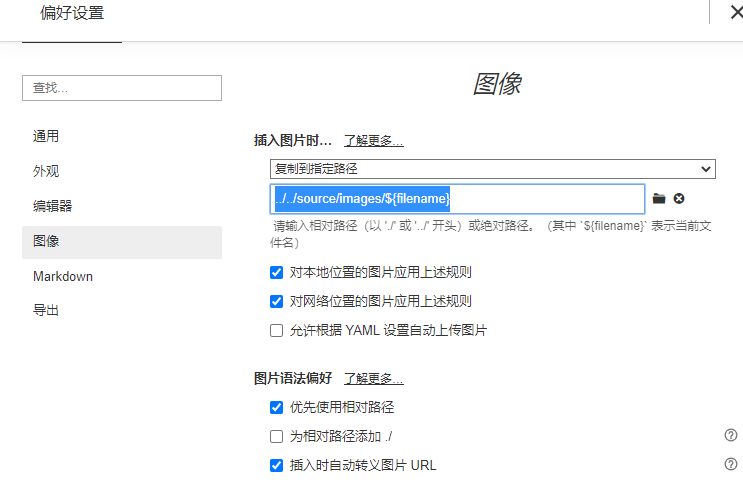 偏好设置
查找...
通用
外观
编辑器
图像
Markdown
导出
图像
插入图片时... 了解更多...
复制到指定路径
../../source/images/${filename}
请输入相对路径（以 './' 或 '../' 开头）或绝对路径。（其中 `${filename}` 表示当前文
件名）
对本地位置的图片应用上述规则
对网络位置的图片应用上述规则
允许根据 YAML 设置自动上传图片
图片语法偏好 了解更多...
优先使用相对路径
为相对路径添加 ./
插入时自动转义图片 URL